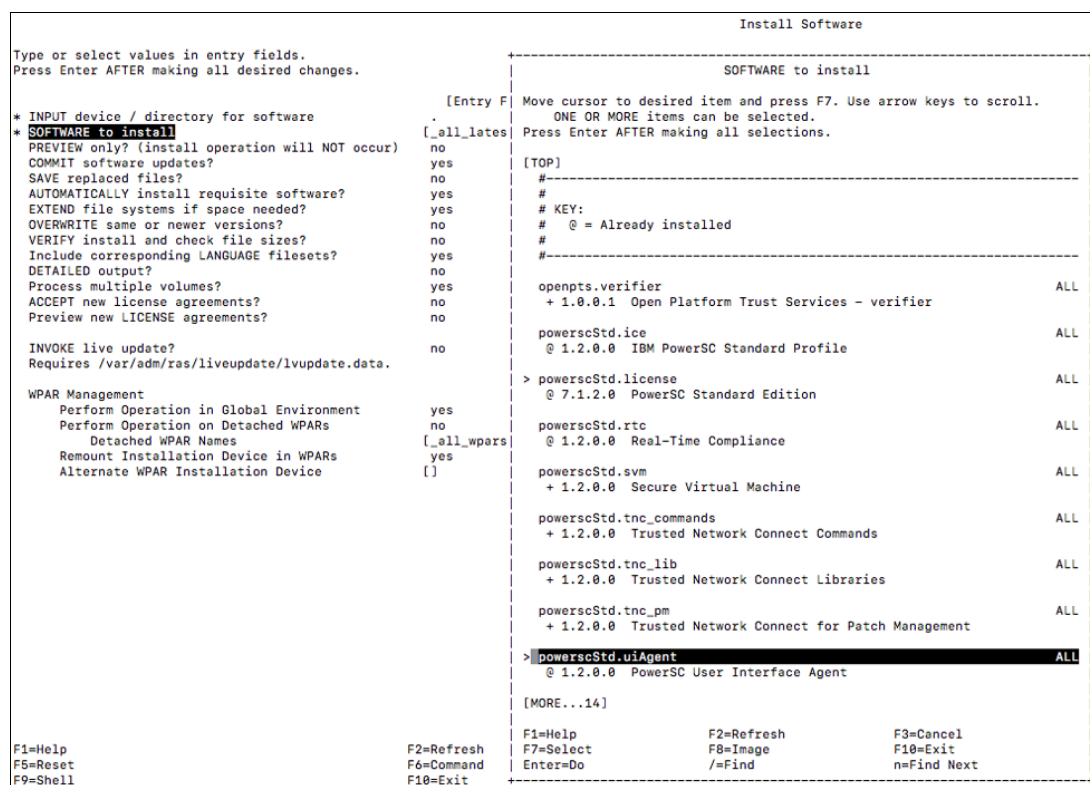 Install Software
Type or select values in entry fields.
Press Enter AFTER making all desired changes.
[Entry F
* INPUT device / directory for software .
* SOFTWARE to install [_all_lates
PREVIEW only? (install operation will NOT occur) no
COMMIT software updates? yes
SAVE replaced files? no
AUTOMATICALLY install requisite software? yes
EXTEND file systems if space needed? yes
OVERWRITE same or newer versions? no
VERIFY install and check file sizes? no
Include corresponding LANGUAGE filesets? yes
DETAILED output? no
Process multiple volumes? yes
ACCEPT new license agreements? no
Preview new LICENSE agreements? no
INVOKE live update? no
Requires /var/adm/ras/liveupdate/lvupdate.data.
WPAR Management
Perform Operation in Global Environment yes
Perform Operation on Detached WPARs no
Detached WPAR Names [_all_wpars
Remount Installation Device in WPARs yes
Alternate WPAR Installation Device []
F1=Help F2=Refresh
F5=Reset F6=Command
F9=Shell F10=Exit
SOFTWARE to install
Move cursor to desired item and press F7. Use arrow keys to scroll.
ONE OR MORE items can be selected.
Press Enter AFTER making all selections.
[TOP]
#--------------------------------------------------------------------
#
# KEY:
# @ = Already installed
#
#--------------------------------------------------------------------
openpts.verifier ALL
+ 1.0.0.1 Open Platform Trust Services - verifier
powerscStd.ice ALL
@ 1.2.0.0 IBM PowerSC Standard Profile
> powerscStd.license ALL
@ 7.1.2.0 PowerSC Standard Edition
powerscStd.rtc ALL
@ 1.2.0.0 Real-Time Compliance
powerscStd.svm ALL
+ 1.2.0.0 Secure Virtual Machine
powerscStd.tnc_commands ALL
+ 1.2.0.0 Trusted Network Connect Commands
powerscStd.tnc_lib ALL
+ 1.2.0.0 Trusted Network Connect Libraries
powerscStd.tnc_pm ALL
+ 1.2.0.0 Trusted Network Connect for Patch Management
> powerscStd.uiAgent ALL
@ 1.2.0.0 PowerSC User Interface Agent
[MORE...14]
F1=Help F2=Refresh F3=Cancel
F7=Select F8=Image F10=Exit
Enter=Do /=Find n=Find Next